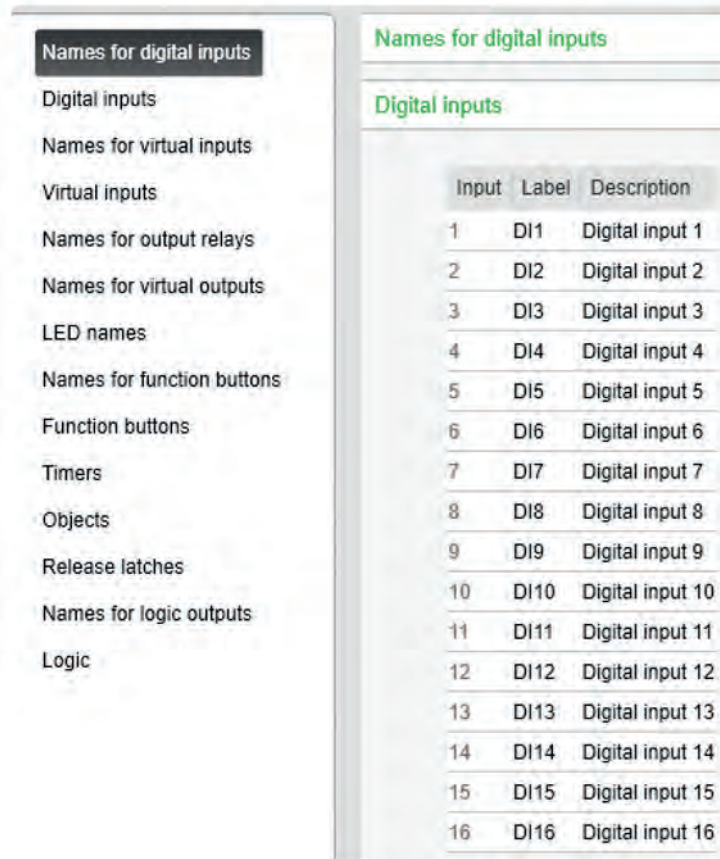 Names for digital inputs
Digital inputs
Names for virtual inputs
Virtual inputs
Names for output relays
Names for virtual outputs
LED names
Names for function buttons
Function buttons
Timers
Objects
Release latches
Names for logic outputs
Logic
Names for digital inputs
Digital inputs
Input Label Description
1 DI1 Digital input 1
2 DI2 Digital input 2
3 DI3 Digital input 3
4 DI4 Digital input 4
5 DI5 Digital input 5
6 DI6 Digital input 6
7 DI7 Digital input 7
8 DI8 Digital input 8
9 DI9 Digital input 9
10 DI10 Digital input 10
11 DI11 Digital input 11
12 DI12 Digital input 12
13 DI13 Digital input 13
14 DI14 Digital input 14
15 DI15 Digital input 15
16 DI16 Digital input 16